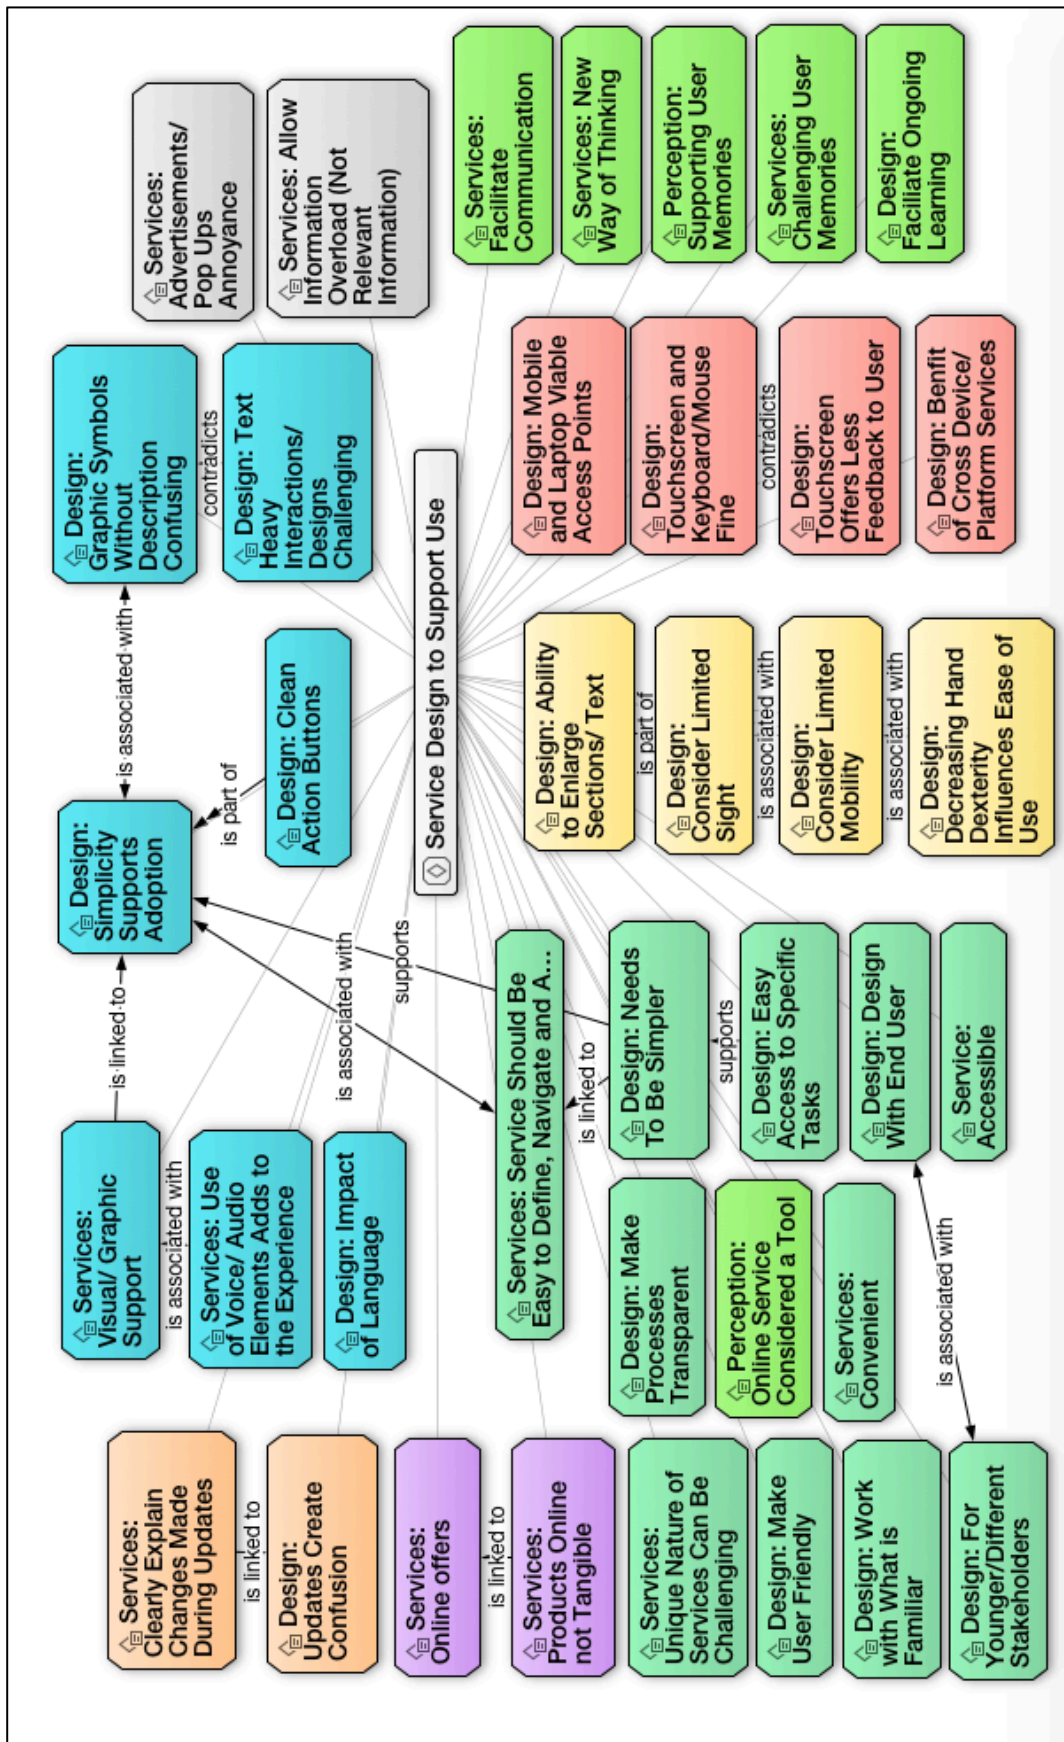 Services:
Clearly Explain
Changes Made
During Updates
is linked to
Design:
Updates Create
Confusion
Services:
Online offers
is linked to
Services:
Products Online
not Tangible
Services:
Unique Nature of
Services Can Be
Challenging
Design: Make
User Friendly
Design: Work
with What is
Familiar
Design: For
Younger/Different
Stakeholders
is associated with
Services:
Visual/ Graphic
Support
is linked to
is associated with
Services: Use
of Voice/ Audio
Elements Adds to
the Experience
is associated with
Design: Impact
of Language
supports
Services: Service Should Be
Easy to Define, Navigate and A...
is linked to
Design: Make
Processes
Transparent
Perception:
Online Service
Considered a Tool
Services:
Convenient
Design:
Simplicity
Supports
Adoption
is associated with
is part of
Design: Clean
Action Buttons
Service Design to Support Use
Design: Needs
To Be Simpler
supports
Design: Easy
Access to Specific
Tasks
Design: Design
With End User
Service:
Accessible
Design:
Graphic Symbols
Without
Description
Confusing
contradicts
Design: Text
Heavy
Interactions/
Designs
Challenging
Design: Ability
to Enlarge
Sections/ Text
is part of
Design:
Consider Limited
Sight
is associated with
Design:
Consider Limited
Mobility
is associated with
Design:
Decreasing Hand
Dexterity
Influences Ease of
Use
Services:
Advertisements/
Pop Ups
Annoyance
Services: Allow
Information
Overload (Not
Relevant
Information)
Design: Mobile
and Laptop Viable
Access Points
Design:
Touchscreen and
Keyboard/Mouse
Fine
contradicts
Design:
Touchscreen
Offers Less
Feedback to User
Design: Benfit
of Cross Device/
Platform Services
Services:
Facilitate
Communication
Services: New
Way of Thinking
Perception:
Supporting User
Memories
Services:
Challenging User
Memories
Design:
Faciliate Ongoing
Learning